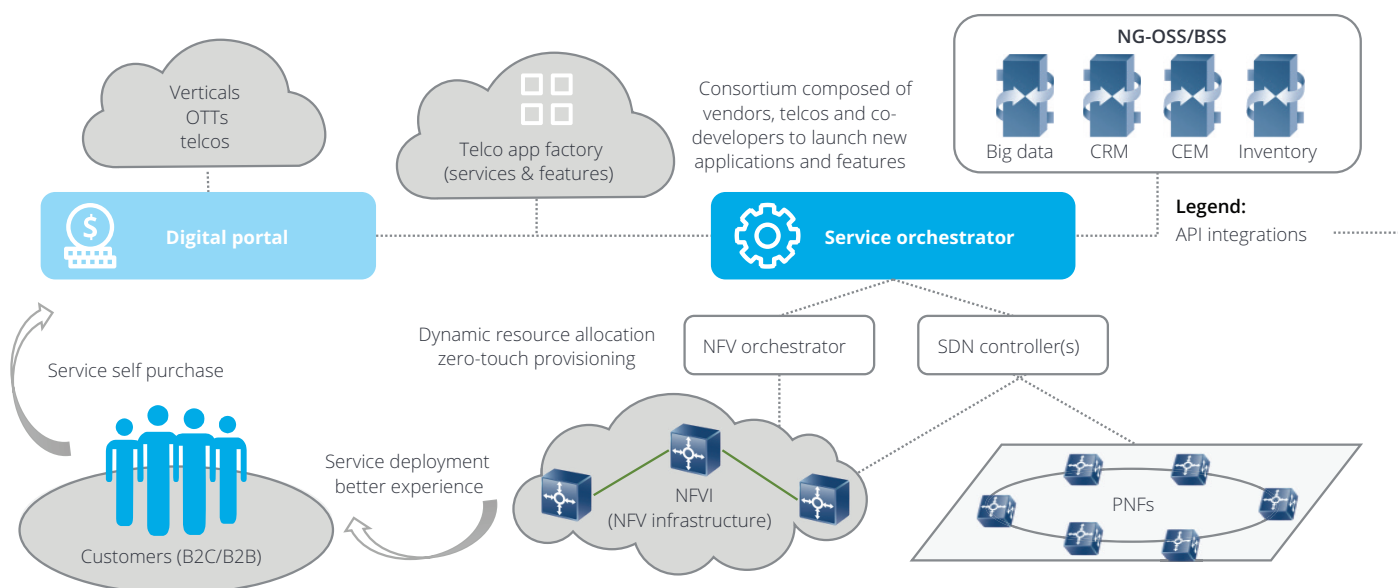 NG-OSS/BSS
Big data
CRM
CEM
Inventory
Verticals
OTTs
telcos
Telco app factory
(services & features)
Consortium composed of
vendors, telcos and co-
developers to launch new
applications and features
$
Digital portal
Service orchestrator
Legend:
API integrations
Dynamic resource allocation
zero-touch provisioning
NFV orchestrator
SDN controller(s)
Service self purchase
Service deployment
better experience
NFVI
(NFV infrastructure)
PNFs
Customers (B2C/B2B)